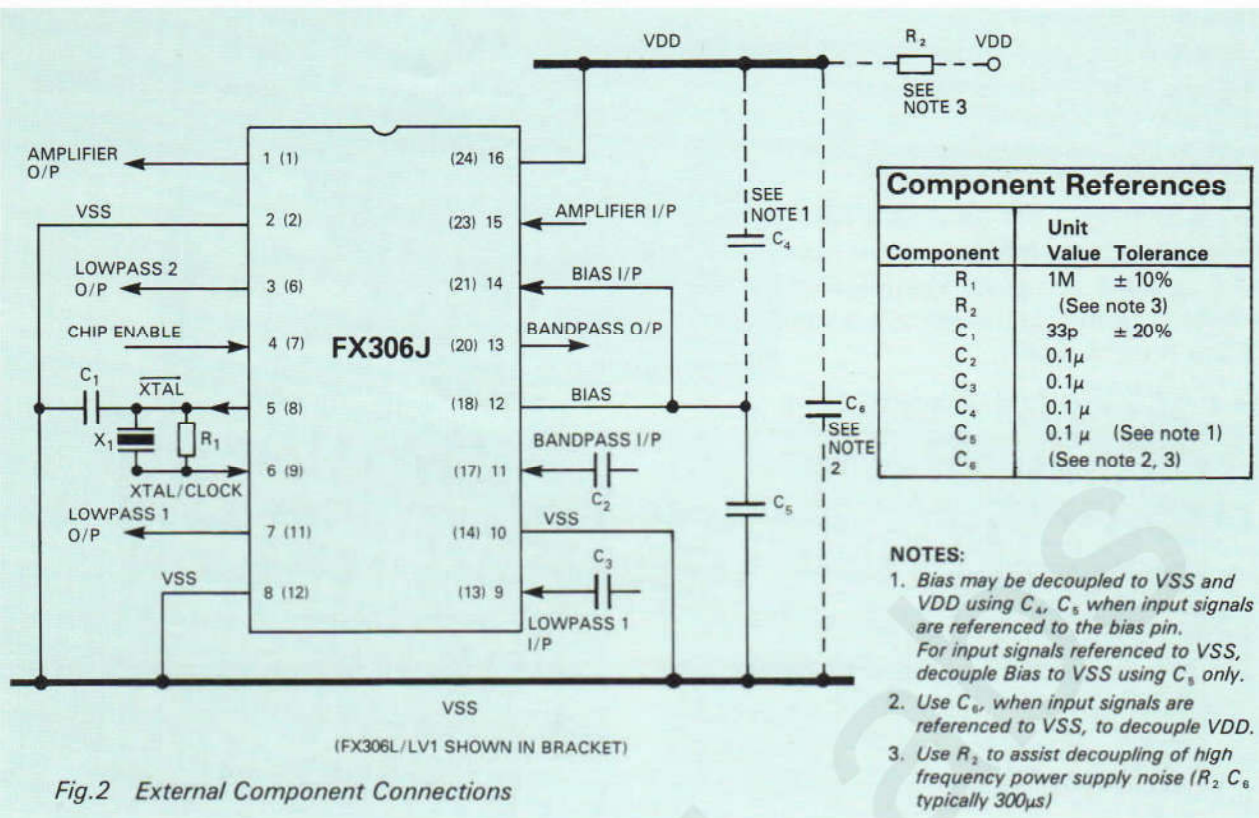 VDD
R₂
VDD
SEE
NOTE 3
AMPLIFIER
O/P
1 (1)
(24) 16
VSS
2 (2)
(23) 15
AMPLIFIER I/P
SEE
NOTE 1
C₄
LOWPASS 2
O/P
3 (6)
(21) 14
BIAS I/P
CHIP ENABLE
4 (7)
FX306J
(20) 13
BANDPASS O/P
C₁
XTAL
5 (8)
(18) 12
BIAS
C₆
SEE
NOTE
2
X₁
R₁
6 (9)
(17) 11
BANDPASS I/P
C₂
XTAL/CLOCK
LOWPASS 1
O/P
7 (11)
(14) 10
VSS
C₅
VSS
8 (12)
(13) 9
C₃
LOWPASS 1
I/P
VSS
(FX306L/LV1 SHOWN IN BRACKET)
Fig.2 External Component Connections
Component References
Component Unit Value Tolerance
R₁ 1M ± 10%
R₂ (See note 3)
C₁ 33p ± 20%
C₂ 0.1µ
C₃ 0.1µ
C₄ 0.1 µ
C₅ 0.1 µ (See note 1)
C₆ (See note 2, 3)
NOTES:
1. Bias may be decoupled to VSS and
VDD using C₄, C₅ when input signals
are referenced to the bias pin.
For input signals referenced to VSS,
decouple Bias to VSS using C₅ only.
2. Use C₆, when input signals are
referenced to VSS, to decouple VDD.
3. Use R₂ to assist decoupling of high
frequency power supply noise (R₂ C₆
typically 300µs)